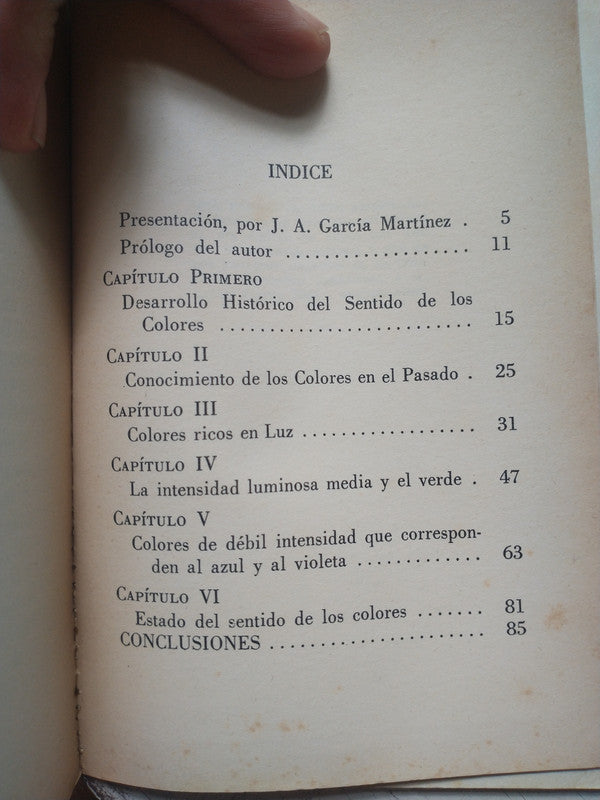 INDICE
Presentación, por J. A. García Martínez . 5
Prólogo del autor ................... 11
CAPÍTULO PRIMERO
Desarrollo Histórico del Sentido de los
Colores .......................... 15
CAPÍTULO II
Conocimiento de los Colores en el Pasado . 25
CAPÍTULO III
Colores ricos en Luz .................. 31
CAPÍTULO IV
La intensidad luminosa media y el verde . 47
CAPÍTULO V
Colores de débil intensidad que correspon-
den al azul y al violeta ............. 63
CAPÍTULO VI
Estado del sentido de los colores ....... 81
CONCLUSIONES ...................... 85